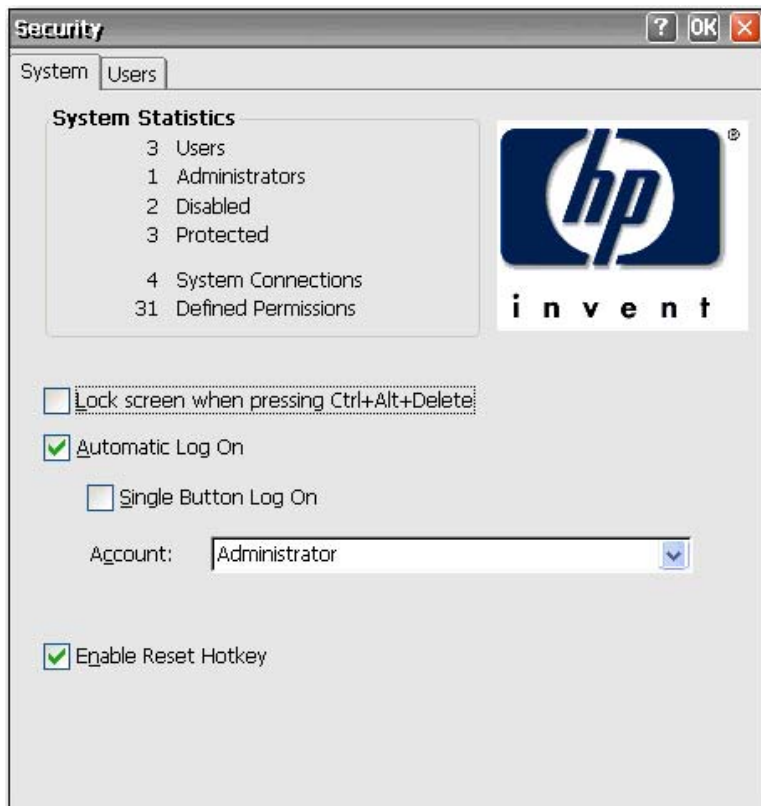 Security
? OK X
System Users
System Statistics
3 Users
1 Administrators
2 Disabled
3 Protected
4 System Connections
31 Defined Permissions
hp ®
invent
Lock screen when pressing Ctrl+Alt+Delete
Automatic Log On
Single Button Log On
Account: Administrator
Enable Reset Hotkey